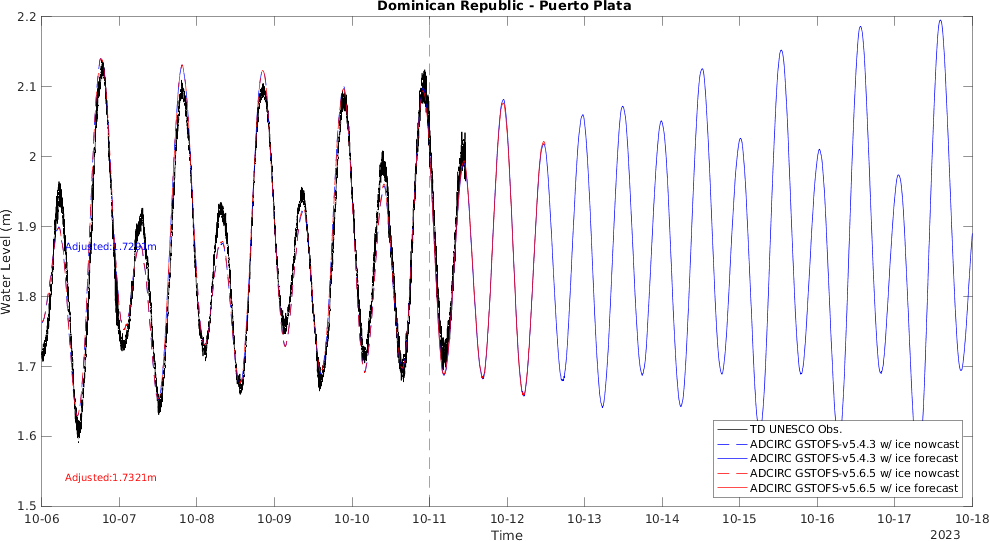 Dominican Republic - Puerto Plata
2.2
2.1
2
1.9
1.8
1.7
1.6
1.5
Water Level (m)
Adjusted:1.7291m
Adjusted:1.7321m
TD UNESCO Obs.
ADCIRC GSTOFS-v5.4.3 w/ ice nowcast
ADCIRC GSTOFS-v5.4.3 w/ ice forecast
ADCIRC GSTOFS-v5.6.5 w/ ice nowcast
ADCIRC GSTOFS-v5.6.5 w/ ice forecast
10-06 10-07 10-08 10-09 10-10 10-11 10-12 10-13 10-14 10-15 10-16 10-17 10-18
Time
2023